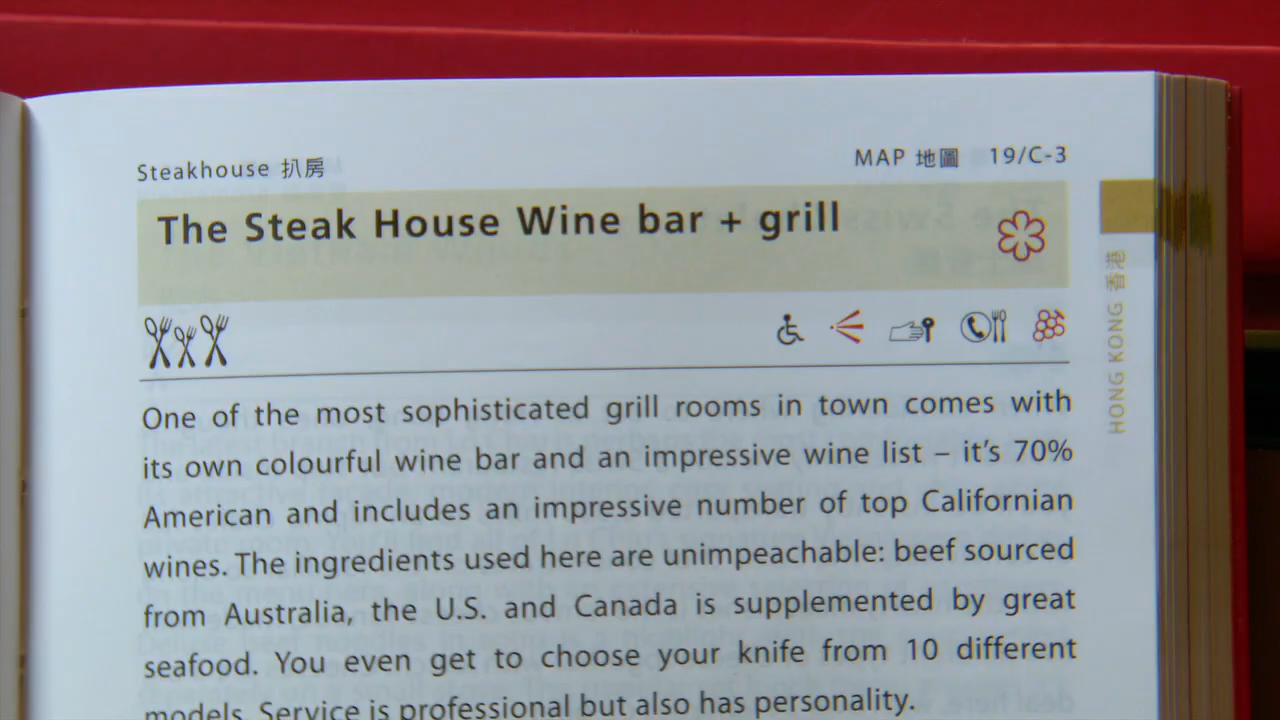 Steakhouse 扒房
MAP 地圖 19/C-3
The Steak House Wine bar + grill
HONG KONG 香港
One of the most sophisticated grill rooms in town comes with
its own colourful wine bar and an impressive wine list – it's 70%
American and includes an impressive number of top Californian
wines. The ingredients used here are unimpeachable: beef sourced
from Australia, the U.S. and Canada is supplemented by great
seafood. You even get to choose your knife from 10 different
models. Service is professional but also has personality.